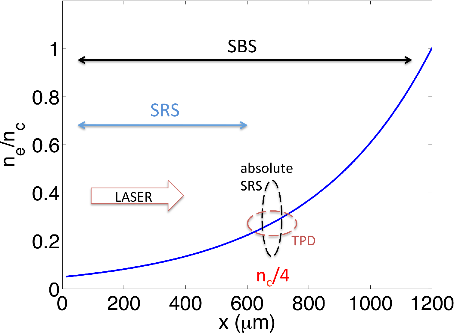 SBS
1
0.8
SRS
0.6
n_e/n_c
absolute
SRS
0.4
LASER
0.2
TPD
n_c/4
0
0 200 400 600 800 1000 1200
x (μm)